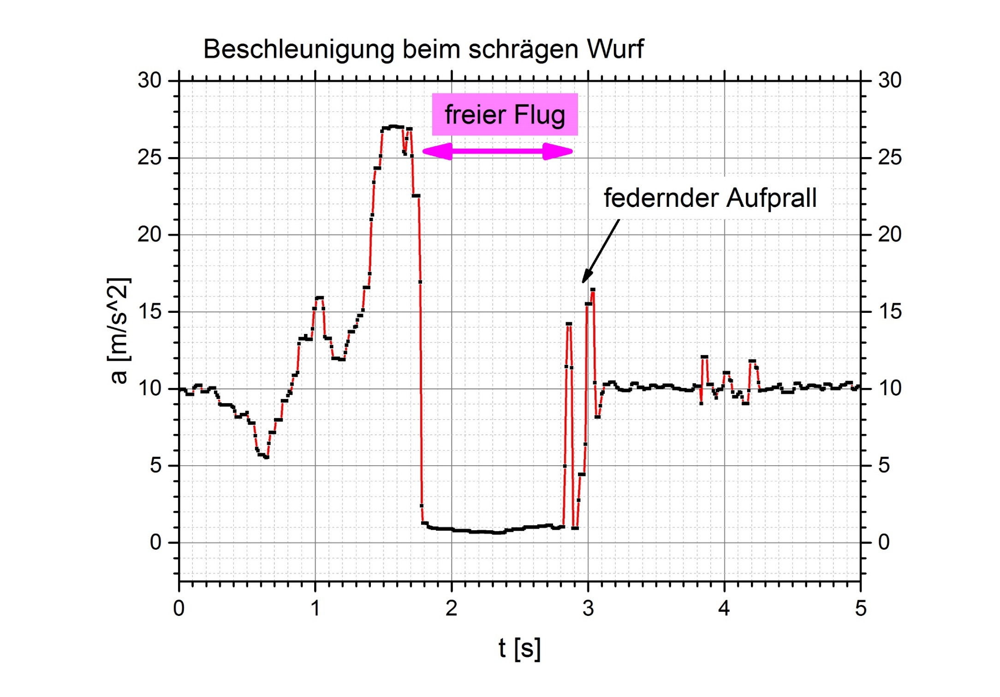 Beschleunigung beim schrägen Wurf
30
25
20
15
10
5
0
30
25
20
15
10
5
0
freier Flug
federnder Aufprall
a [m/s^2]
0 1 2 3 4 5
t [s]